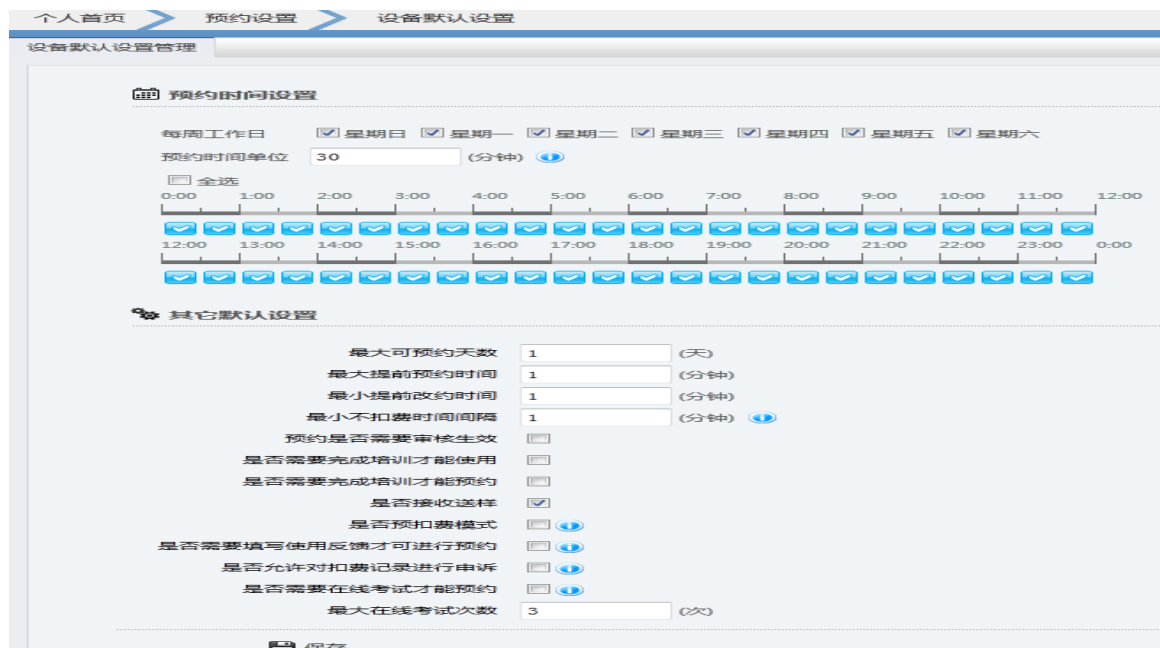 个人首页 预约设置 设备默认设置
设备默认设置管理
预约时间设置
每周工作日 星期日 星期一 星期二 星期三 星期四 星期五 星期六
预约时间单位 30 (分钟)
全选
0:00 1:00 2:00 3:00 4:00 5:00 6:00 7:00 8:00 9:00 10:00 11:00 12:00
12:00 13:00 14:00 15:00 16:00 17:00 18:00 19:00 20:00 21:00 22:00 23:00 0:00
其它默认设置
最大可预约天数 1 (天)
最大提前预约时间 1 (分钟)
最小提前改约时间 1 (分钟)
最小不扣费时间间隔 1 (分钟)
预约是否需要审核生效
是否需要完成培训才能使用
是否需要完成培训才能预约
是否接收送样
是否预扣费模式
是否需要填写使用反馈才可进行预约
是否允许对扣费记录进行申诉
是否需要在线考试才能预约
最大在线考试次数 3 (次)
保存